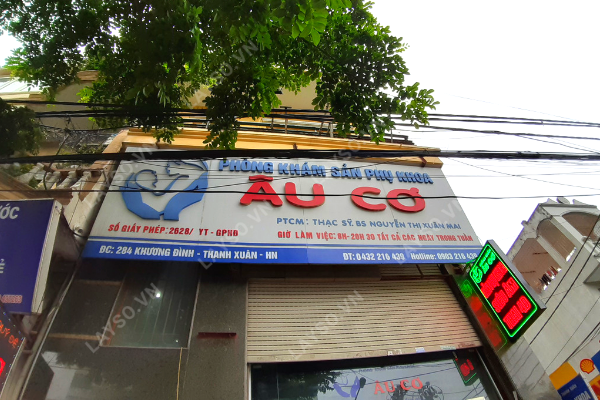 PHÒNG KHÁM SẢN PHỤ KHOA
ÂU CƠ
PTCM: THẠC SỸ, BS NGUYỄN THỊ XUÂN MAI
SỐ GIẤY PHÉP: 2628/ YT - GPHĐ
GIỜ LÀM VIỆC: 8H-20H 30 TẤT CẢ CÁC NGÀY TRONG TUẦN
ĐC: 284 KHƯƠNG ĐÌNH - THANH XUÂN - HN
ĐT: 0432 216 439 - Hotline: 0983 216 439
ÂU CƠ
LAYSO.VN